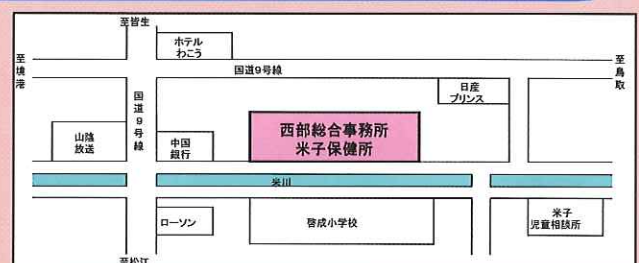 至皆生
ホテル
わこう
至境港
国道9号線
至鳥取
日産
プリンス
国道9号線
山陰
放送
中国
銀行
西部総合事務所
米子保健所
米川
ローソン
啓成小学校
米子
児童相談所
至松江